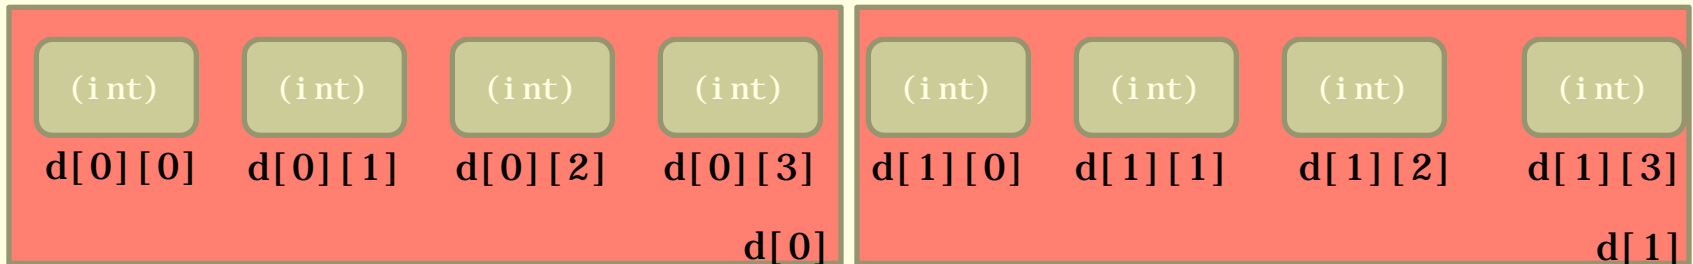 (int) (int) (int) (int) (int) (int) (int) (int)
d[0][0] d[0][1] d[0][2] d[0][3] d[1][0] d[1][1] d[1][2] d[1][3]
d[0] d[1]